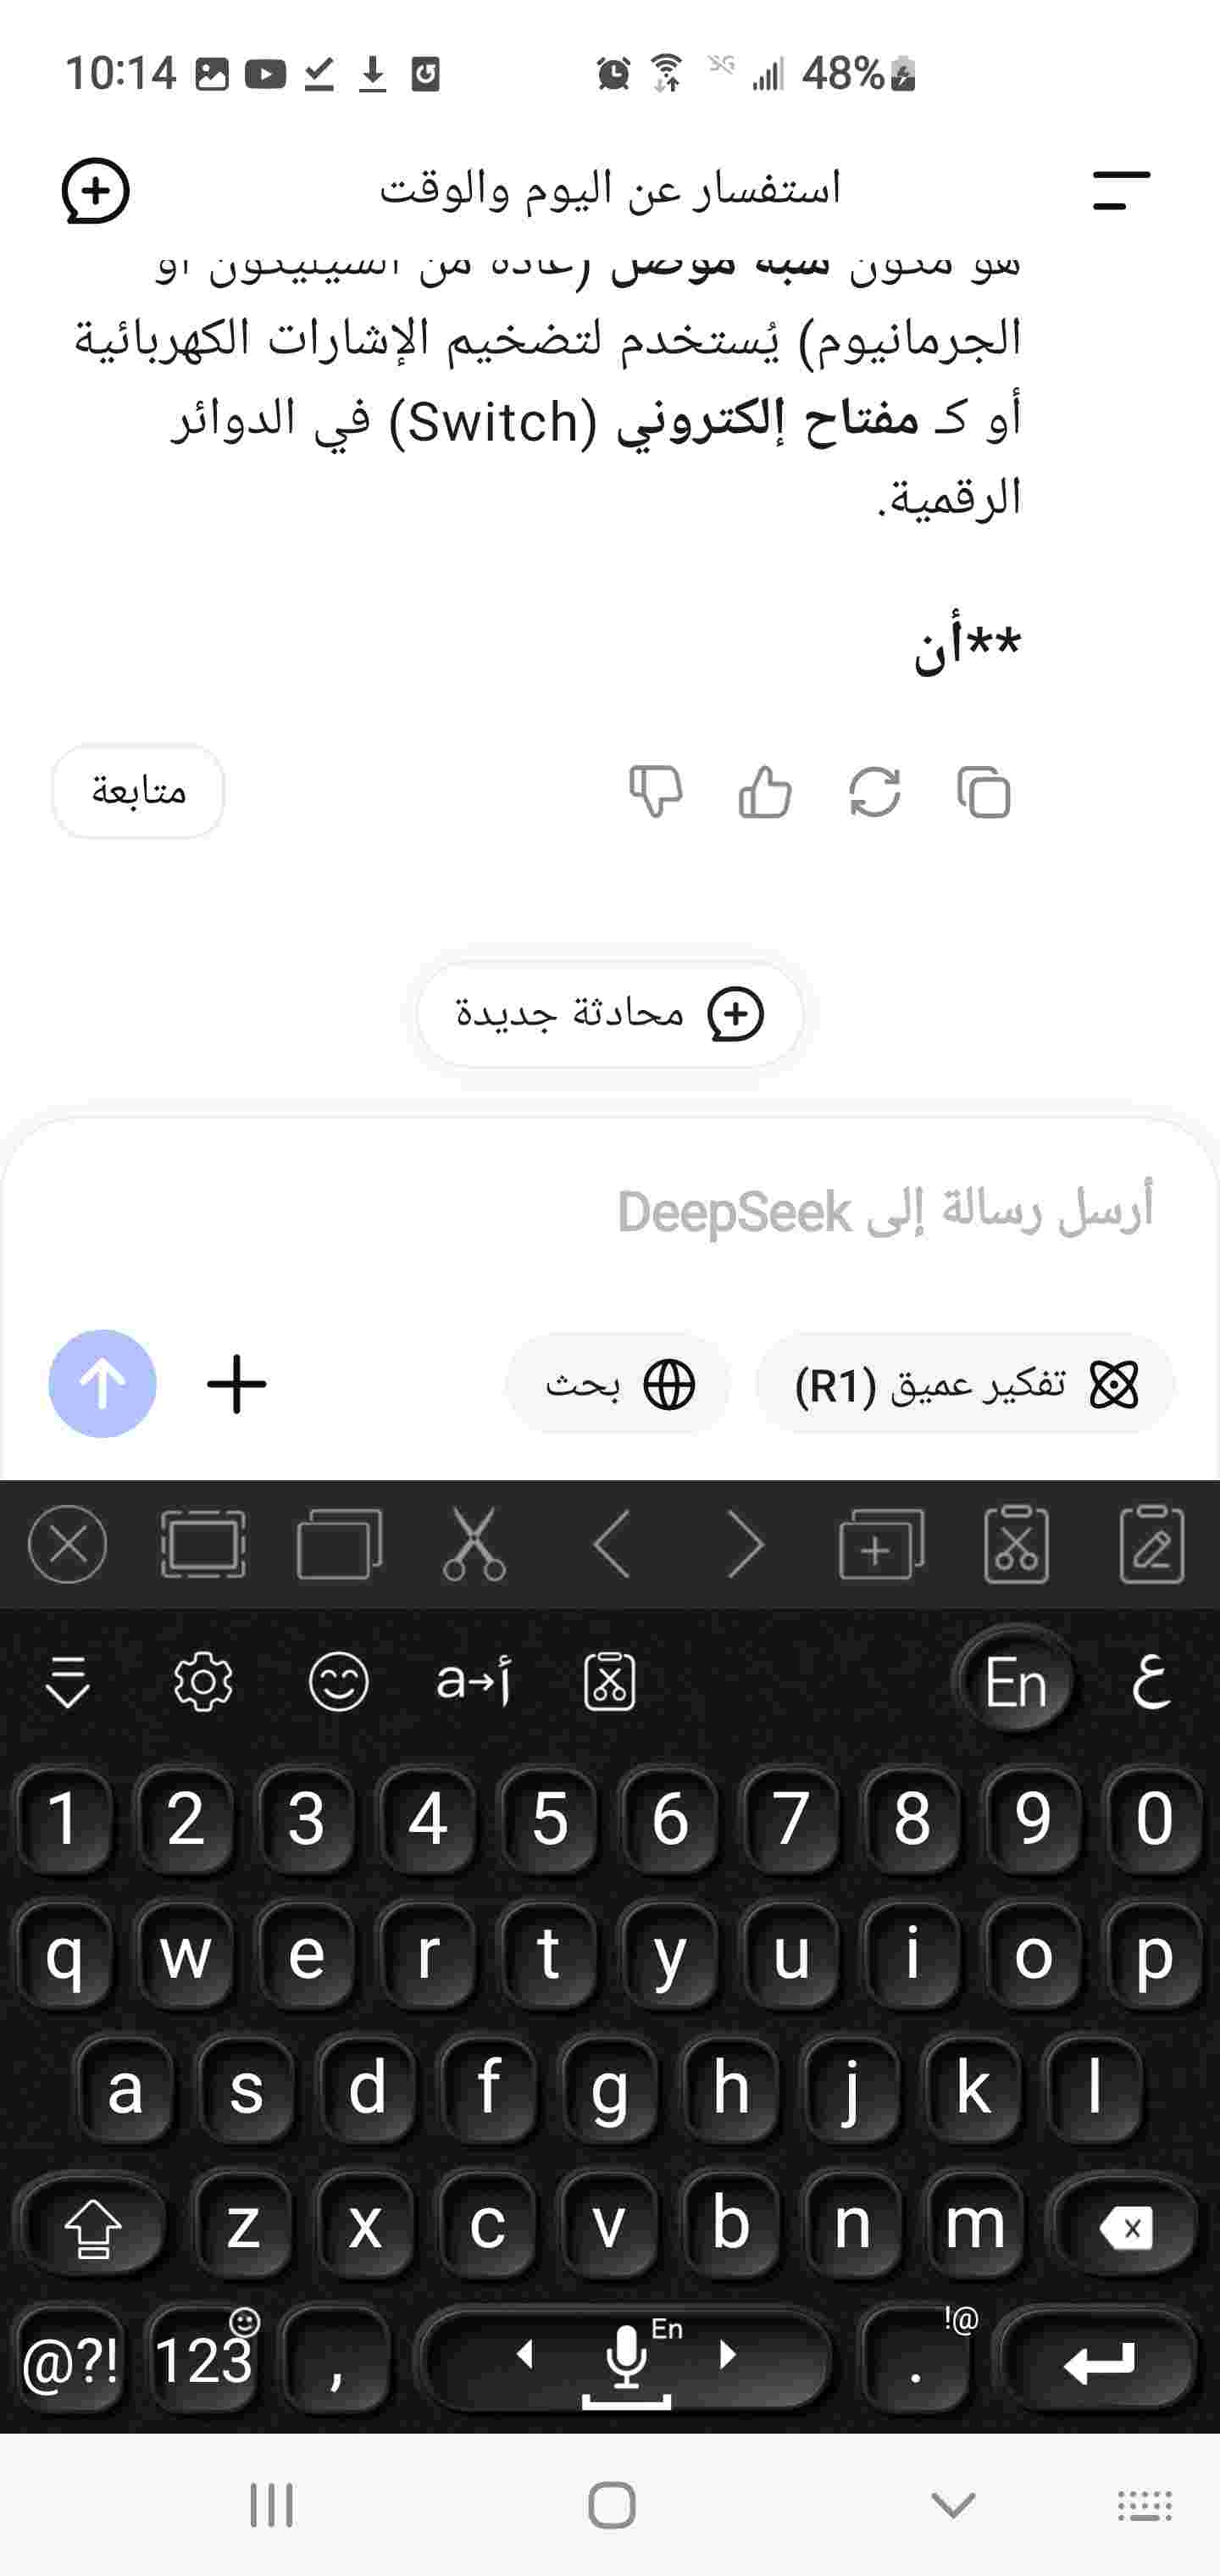 10:14
5G
48%
استفسار عن اليوم والوقت
هو مكون شبه موصل (عادة من السيليكون أو
الجرمانيوم) يُستخدم لتضخيم الإشارات الكهربائية
أو كـ مفتاح إلكتروني (Switch) في الدوائر
الرقمية.
**أن
متابعة
محادثة جديدة
أرسل رسالة إلى DeepSeek
تفكير عميق (R1)
بحث
a→أ
En
ع
1 2 3 4 5 6 7 8 9 0
q w e r t y u i o p
a s d f g h j k l
z x c v b n m
@?! 123 , En . !@